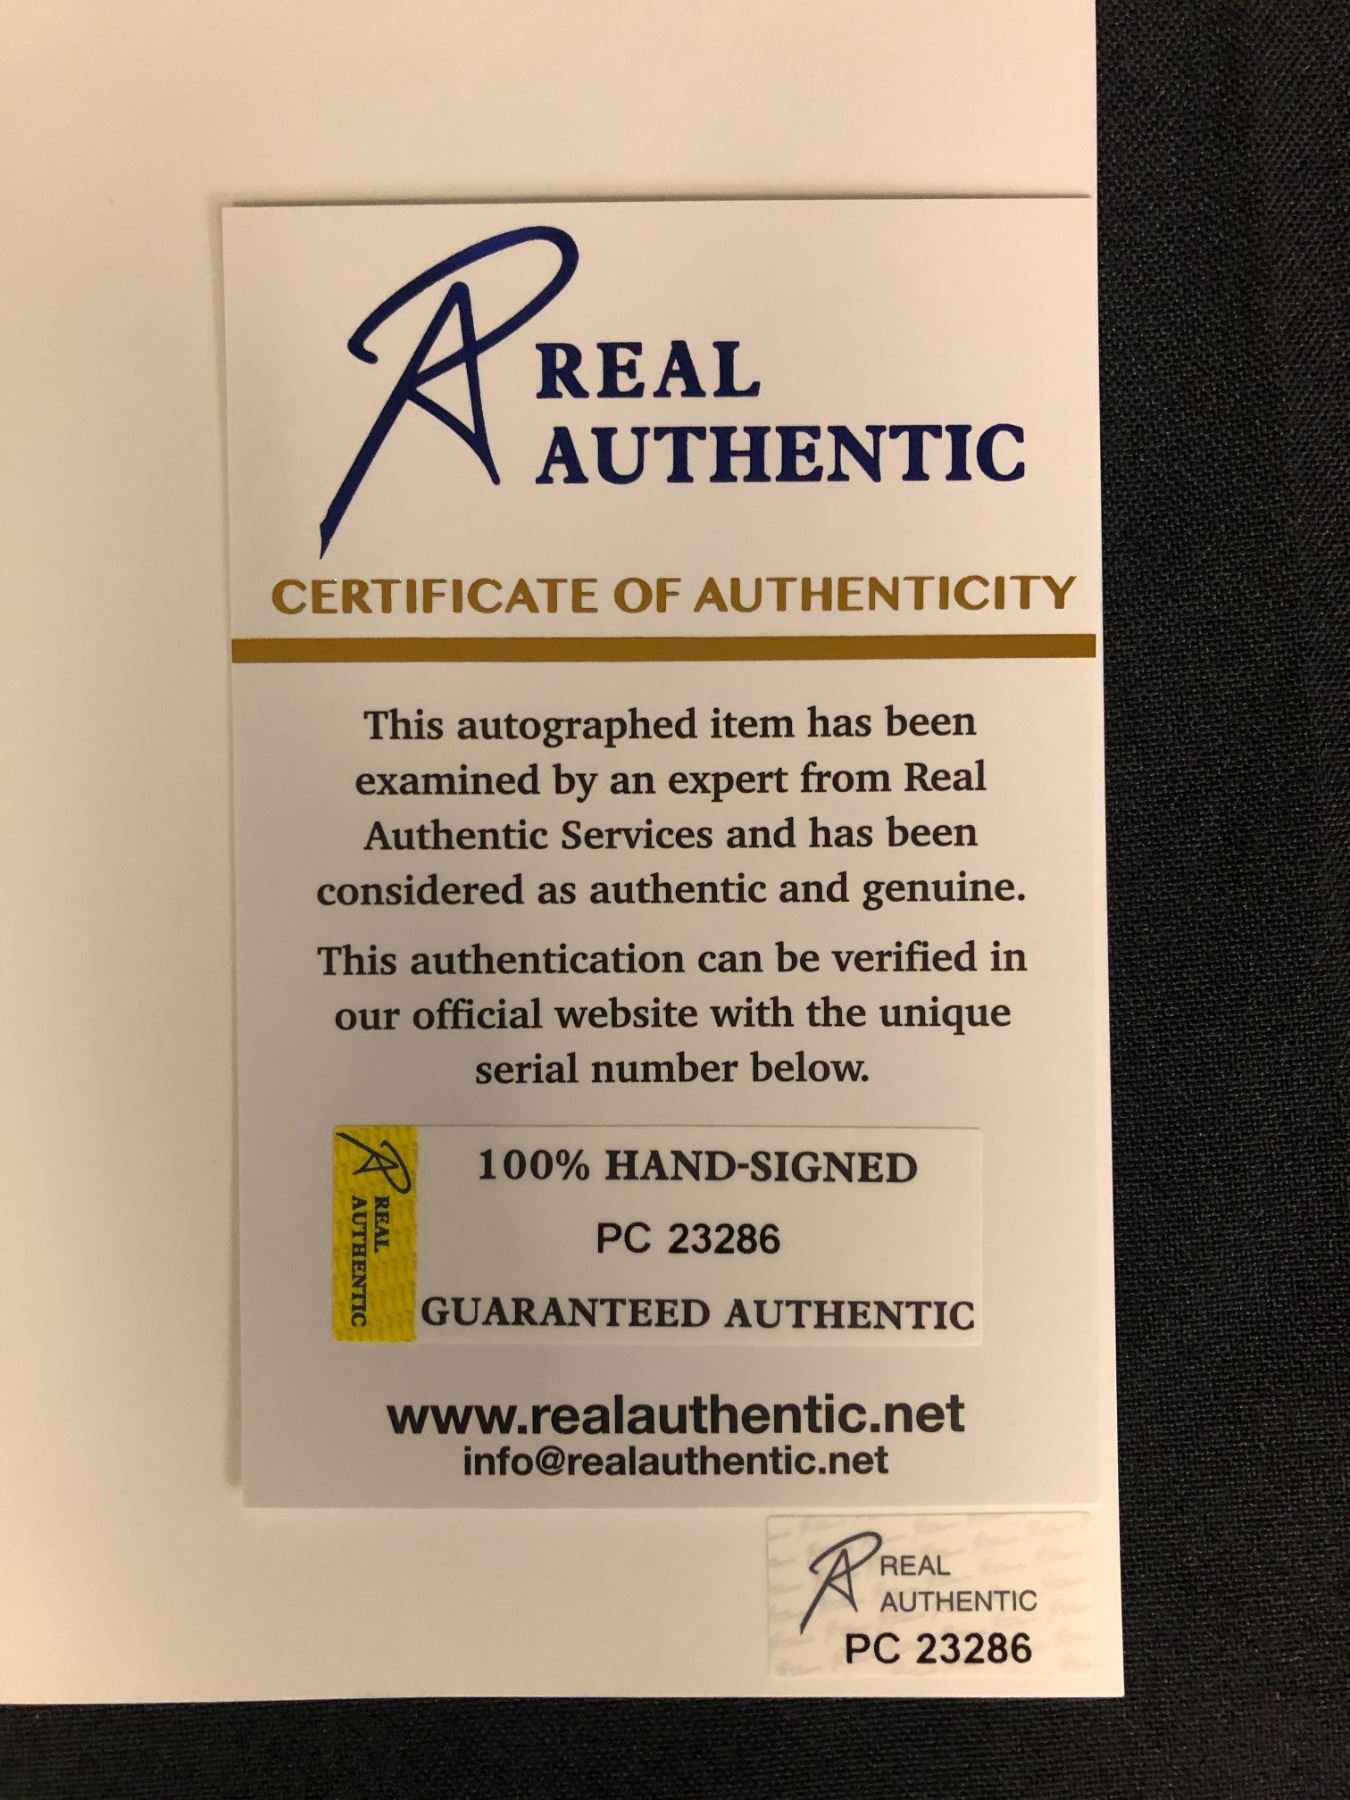 RA REAL
AUTHENTIC
CERTIFICATE OF AUTHENTICITY
This autographed item has been
examined by an expert from Real
Authentic Services and has been
considered as authentic and genuine.
This authentication can be verified in
our official website with the unique
serial number below.
RA REAL
AUTHENTIC
100% HAND-SIGNED
PC 23286
GUARANTEED AUTHENTIC
www.realauthentic.net
info@realauthentic.net
RA REAL
AUTHENTIC
PC 23286